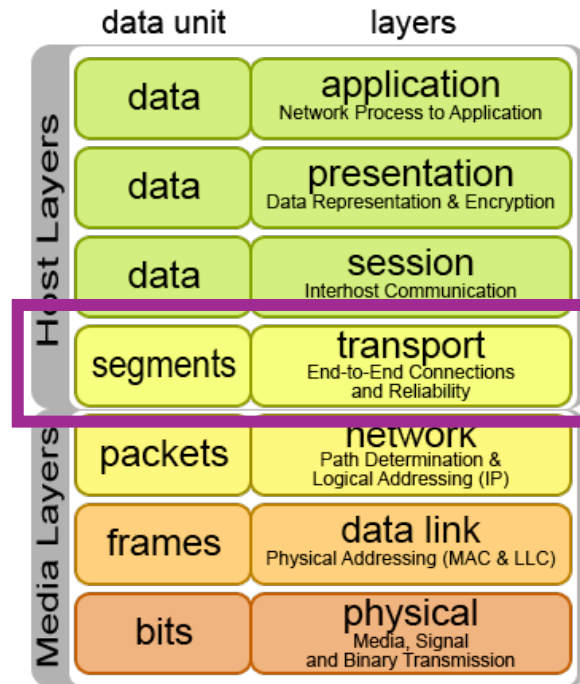 data unit layers
Host Layers
data application
Network Process to Application
data presentation
Data Representation & Encryption
data session
Interhost Communication
segments transport
End-to-End Connections
and Reliability
Media Layers
packets network
Path Determination &
Logical Addressing (IP)
frames data link
Physical Addressing (MAC & LLC)
bits physical
Media, Signal
and Binary Transmission